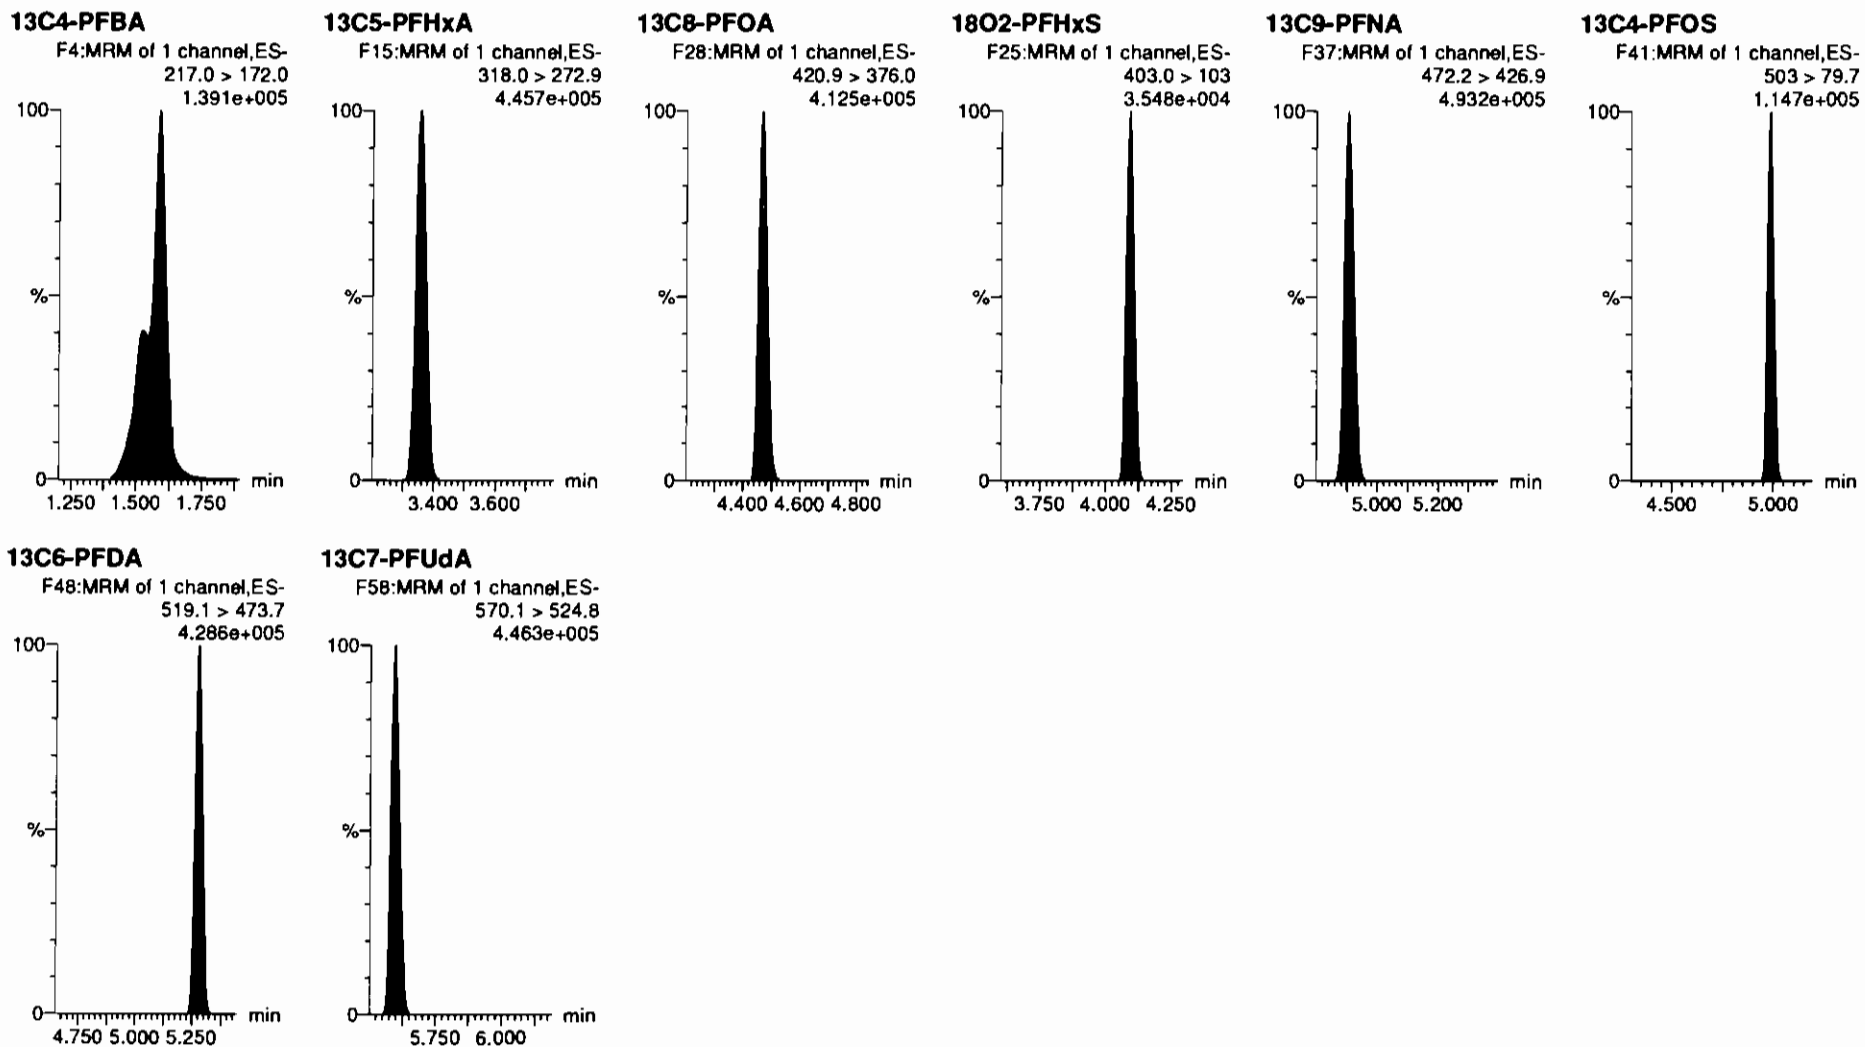 13C4-PFBA
F4:MRM of 1 channel,ES-
217.0 > 172.0
1.391e+005
100
%
0
min
1.250 1.500 1.750
13C5-PFHxA
F15:MRM of 1 channel,ES-
318.0 > 272.9
4.457e+005
100
%
0
min
3.400 3.600
13C8-PFOA
F28:MRM of 1 channel,ES-
420.9 > 376.0
4.125e+005
100
%
0
min
4.400 4.600 4.800
18O2-PFHxS
F25:MRM of 1 channel,ES-
403.0 > 103
3.548e+004
100
%
0
min
3.750 4.000 4.250
13C9-PFNA
F37:MRM of 1 channel,ES-
472.2 > 426.9
4.932e+005
100
%
0
min
5.000 5.200
13C4-PFOS
F41:MRM of 1 channel,ES-
503 > 79.7
1.147e+005
100
%
0
min
4.500 5.000
13C6-PFDA
F48:MRM of 1 channel,ES-
519.1 > 473.7
4.286e+005
100
%
0
min
4.750 5.000 5.250
13C7-PFUdA
F58:MRM of 1 channel,ES-
570.1 > 524.8
4.463e+005
100
%
0
min
5.750 6.000